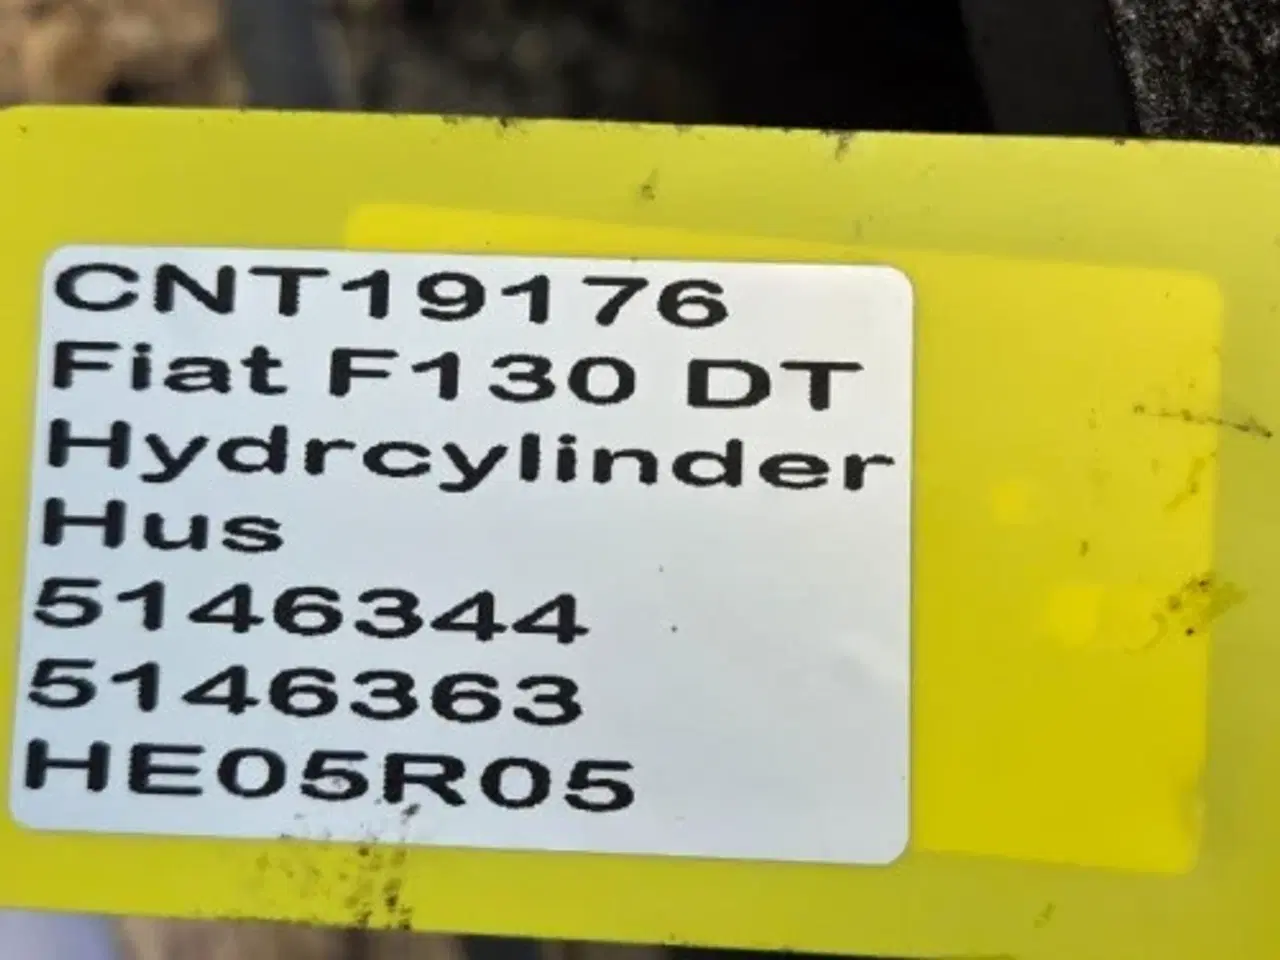 CNT19176
Fiat F130 DT
Hydrcylinder
Hus
5146344
5146363
HE05R05